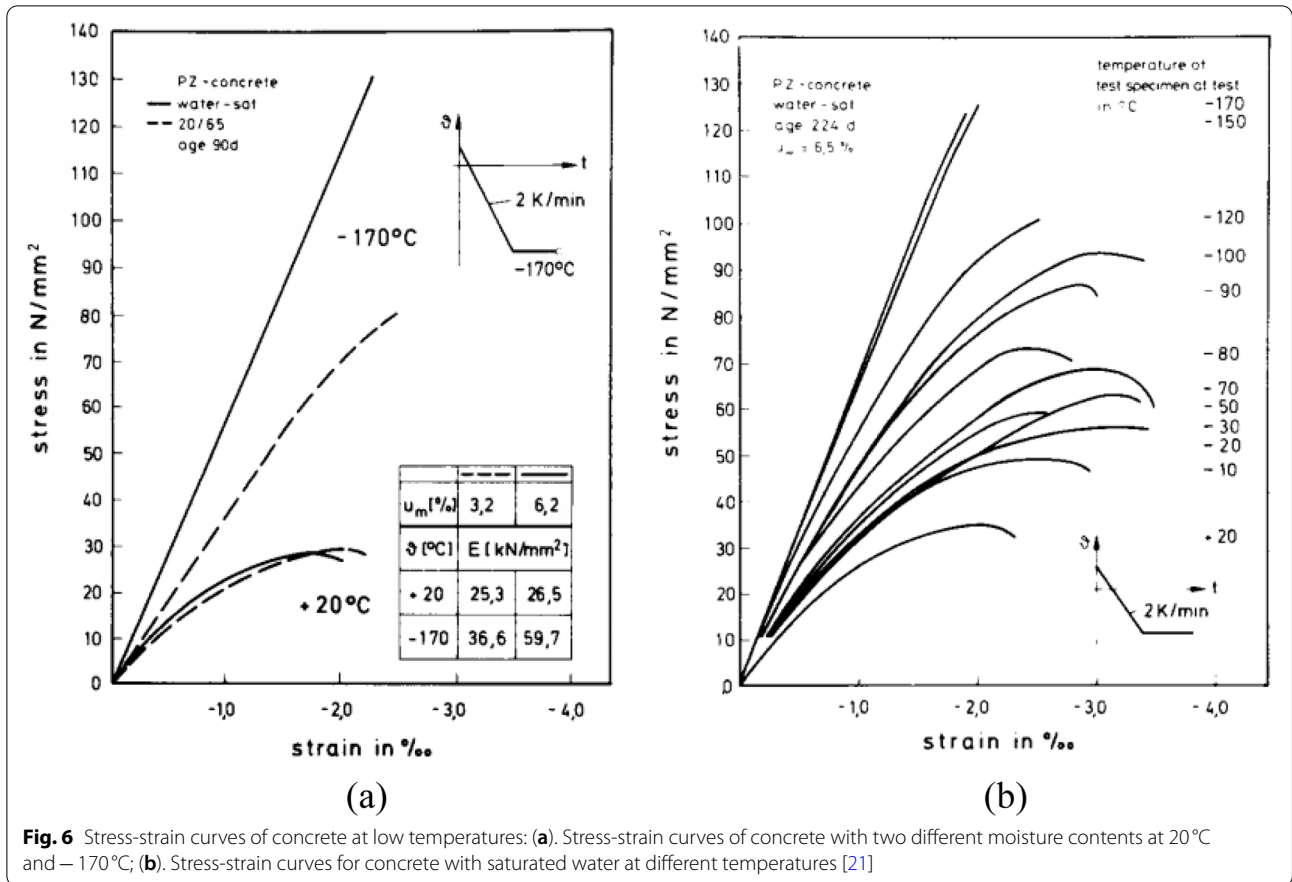 140
130
120
110
100
90
80
70
60
50
40
30
20
10
0
stress in N/mm²
PZ-concrete
water-sat
20/65
age 90d
ϑ
t
2 K/min
-170°C
-170°C
+20°C
u_m [%] 3,2 6,2
ϑ [°C] E [kN/mm²]
+20 25,3 26,5
-170 36,6 59,7
-1,0 -2,0 -3,0 -4,0
strain in ‰
(a)
140
130
120
110
100
90
80
70
60
50
40
30
20
10
0
stress in N/mm²
PZ-concrete
water-sat
age 224 d
u_m = 6,5 %
temperature of
test specimen at test
in °C
-170
-150
-120
-100
-90
-80
-70
-50
-30
-20
-10
+20
ϑ
t
2 K/min
-1,0 -2,0 -3,0 -4,0
strain in ‰
(b)
Fig. 6 Stress-strain curves of concrete at low temperatures: (a). Stress-strain curves of concrete with two different moisture contents at 20 °C
and − 170 °C; (b). Stress-strain curves for concrete with saturated water at different temperatures [21]